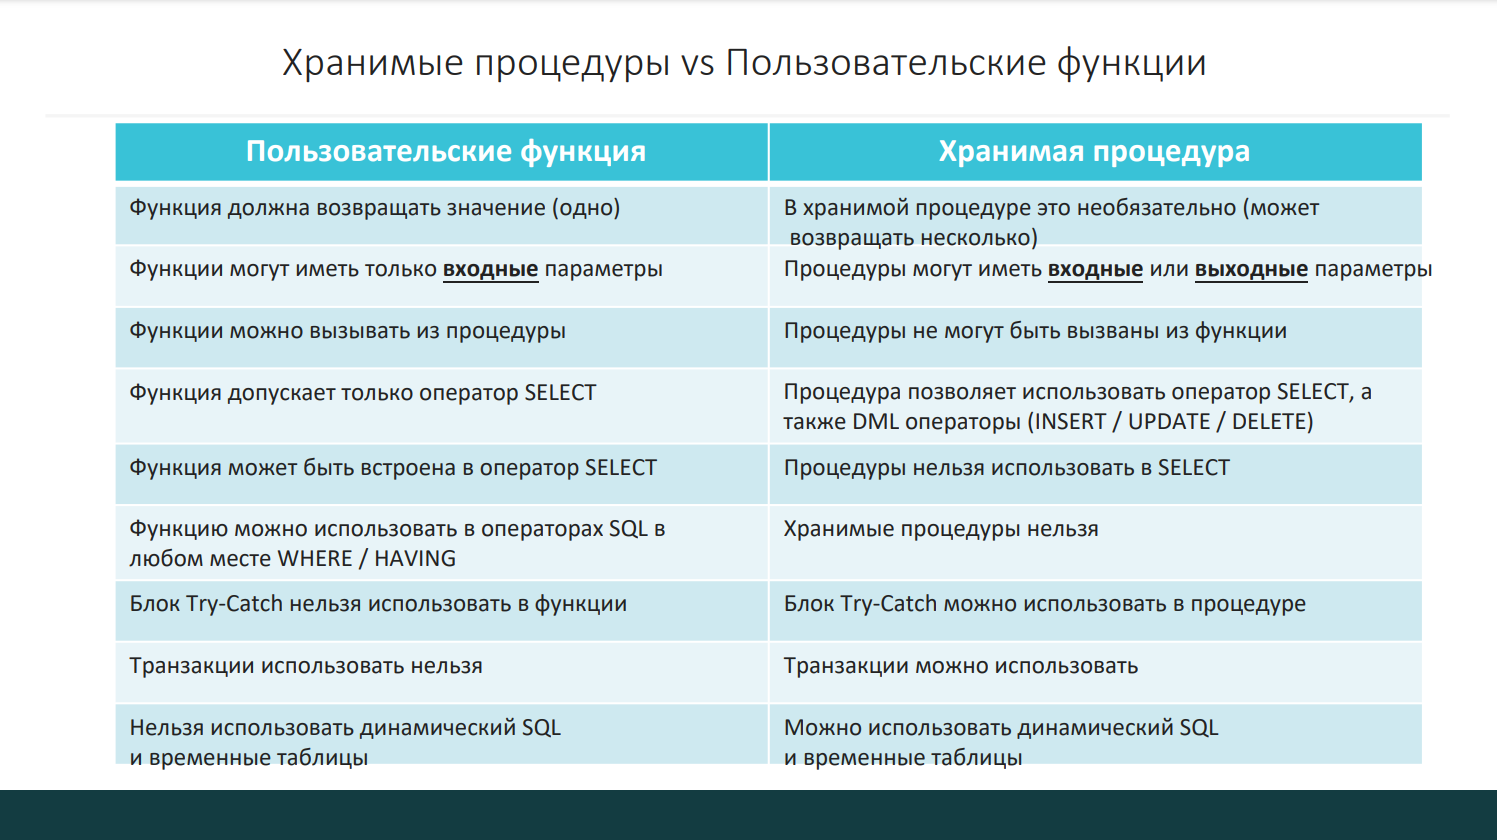 Хранимые процедуры vs Пользовательские функции
Пользовательские функция
Хранимая процедура
Функция должна возвращать значение (одно)
В хранимой процедуре это необязательно (может
возвращать несколько)
Функции могут иметь только входные параметры
Процедуры могут иметь входные или выходные параметры
Функции можно вызывать из процедуры
Процедуры не могут быть вызваны из функции
Функция допускает только оператор SELECT
Процедура позволяет использовать оператор SELECT, а
также DML операторы (INSERT / UPDATE / DELETE)
Функция может быть встроена в оператор SELECT
Процедуры нельзя использовать в SELECT
Функцию можно использовать в операторах SQL в
любом месте WHERE / HAVING
Хранимые процедуры нельзя
Блок Try-Catch нельзя использовать в функции
Блок Try-Catch можно использовать в процедуре
Транзакции использовать нельзя
Транзакции можно использовать
Нельзя использовать динамический SQL
и временные таблицы
Можно использовать динамический SQL
и временные таблицы